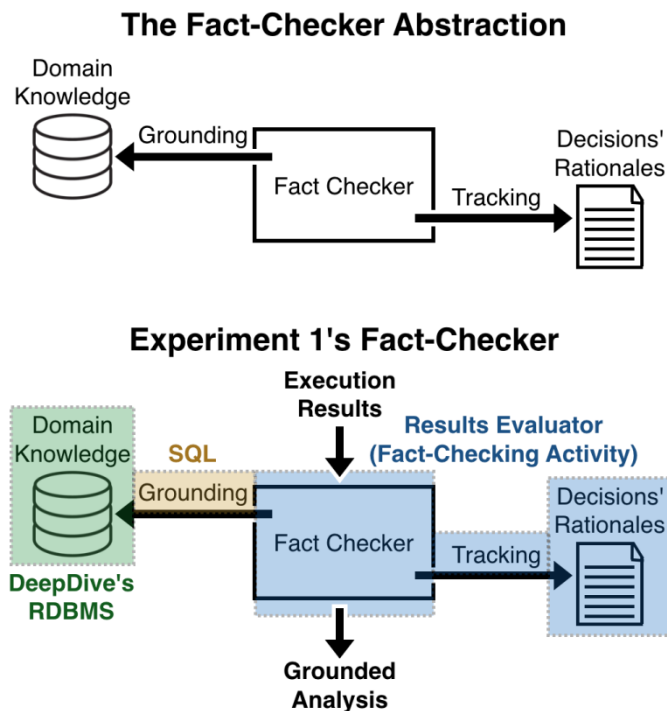 The Fact-Checker Abstraction
Domain
Knowledge
Grounding
Fact Checker
Tracking
Decisions'
Rationales
Experiment 1's Fact-Checker
Execution
Results
Domain
Knowledge
SQL
Results Evaluator
(Fact-Checking Activity)
Grounding
Fact Checker
Tracking
Decisions'
Rationales
DeepDive's
RDBMS
Grounded
Analysis